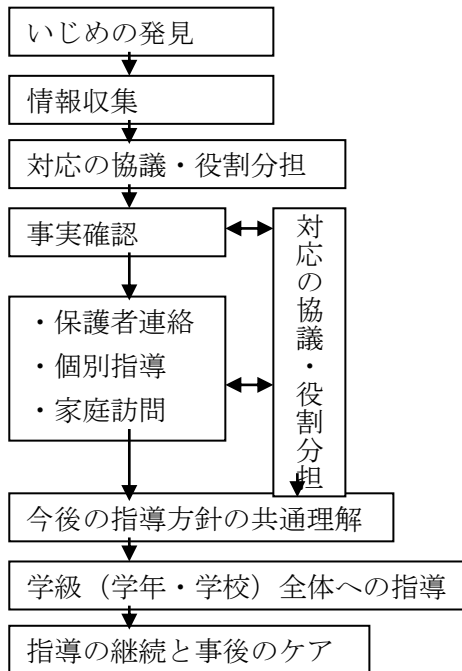 いじめの発見
情報収集
対応の協議・役割分担
事実確認
対応の協議・役割分担
・保護者連絡
・個別指導
・家庭訪問
今後の指導方針の共通理解
学級（学年・学校）全体への指導
指導の継続と事後のケア